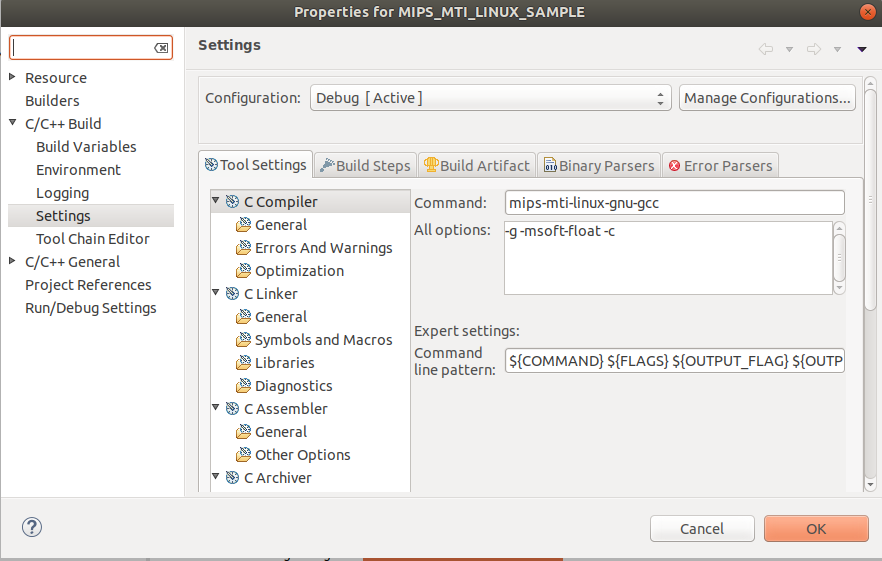 Properties for MIPS_MTI_LINUX_SAMPLE
Settings
Resource
Builders
C/C++ Build
Build Variables
Environment
Logging
Settings
Tool Chain Editor
C/C++ General
Project References
Run/Debug Settings
Configuration: Debug [ Active ] Manage Configurations...
Tool Settings Build Steps Build Artifact Binary Parsers Error Parsers
C Compiler
General
Errors And Warnings
Optimization
C Linker
General
Symbols and Macros
Libraries
Diagnostics
C Assembler
General
Other Options
C Archiver
Command: mips-mti-linux-gnu-gcc
All options: -g -msoft-float -c
Expert settings:
Command
line pattern: ${COMMAND} ${FLAGS} ${OUTPUT_FLAG} ${OUTP
Cancel OK